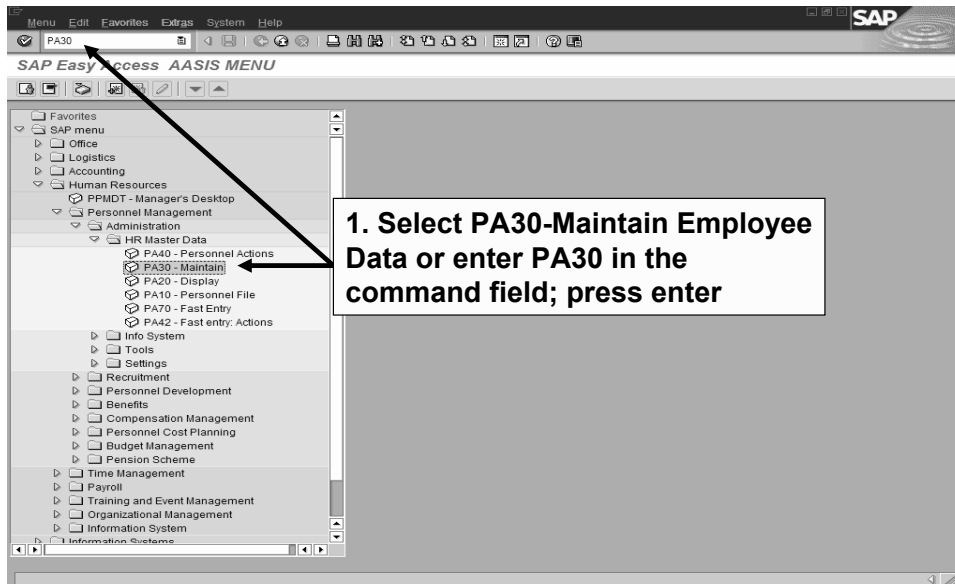 Menu Edit Favorites Extras System Help
SAP
PA30
SAP Easy Access AASIS MENU
Favorites
SAP menu
Office
Logistics
Accounting
Human Resources
PPMDT - Manager's Desktop
Personnel Management
Administration
HR Master Data
PA40 - Personnel Actions
PA30 - Maintain
PA20 - Display
PA10 - Personnel File
PA70 - Fast Entry
PA42 - Fast entry: Actions
Info System
Tools
Settings
Recruitment
Personnel Development
Benefits
Compensation Management
Personnel Cost Planning
Budget Management
Pension Scheme
Time Management
Payroll
Training and Event Management
Organizational Management
Information System
Information Systems
1. Select PA30-Maintain Employee
Data or enter PA30 in the
command field; press enter